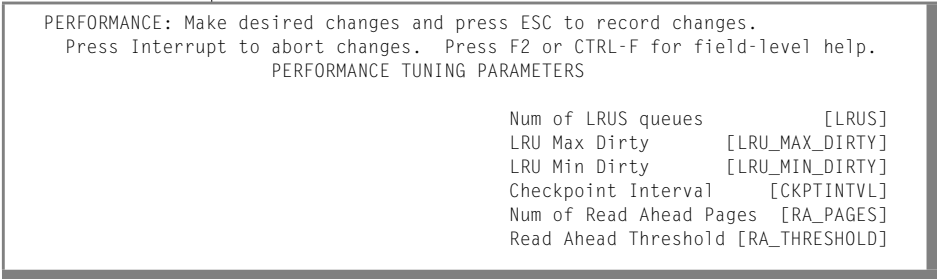 PERFORMANCE: Make desired changes and press ESC to record changes.
Press Interrupt to abort changes. Press F2 or CTRL-F for field-level help.
PERFORMANCE TUNING PARAMETERS
Num of LRUS queues [LRUS]
LRU Max Dirty [LRU_MAX_DIRTY]
LRU Min Dirty [LRU_MIN_DIRTY]
Checkpoint Interval [CKPTINTVL]
Num of Read Ahead Pages [RA_PAGES]
Read Ahead Threshold [RA_THRESHOLD]